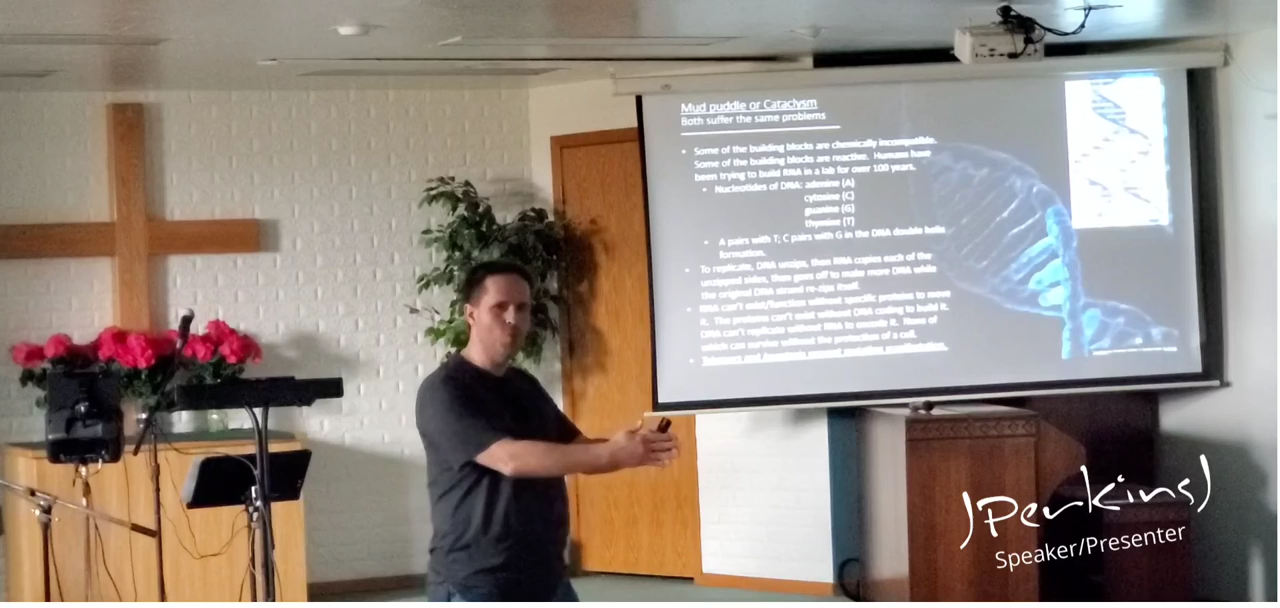 Mud puddle or Cataclysm
Both suffer the same problems
• Some of the building blocks are chemically incompatible.
Some of the building blocks are reactive. Humans have
been trying to build RNA in a lab for over 100 years.
• Nucleotides of DNA: adenine (A)
cytosine (C)
guanine (G)
thymine (T)
• A pairs with T; C pairs with G in the DNA double helix
formation.
• To replicate, DNA unzips, then RNA copies each of the
unzipped sides, then goes off to make more DNA while
the original DNA strand re-zips itself.
• RNA can't exist/function without specific proteins to move
it. The proteins can't exist without DNA coding to build it.
DNA can't replicate without RNA to encode it. None of
which can survive without the protection of a cell.
JPerkinsJ
Speaker/Presenter